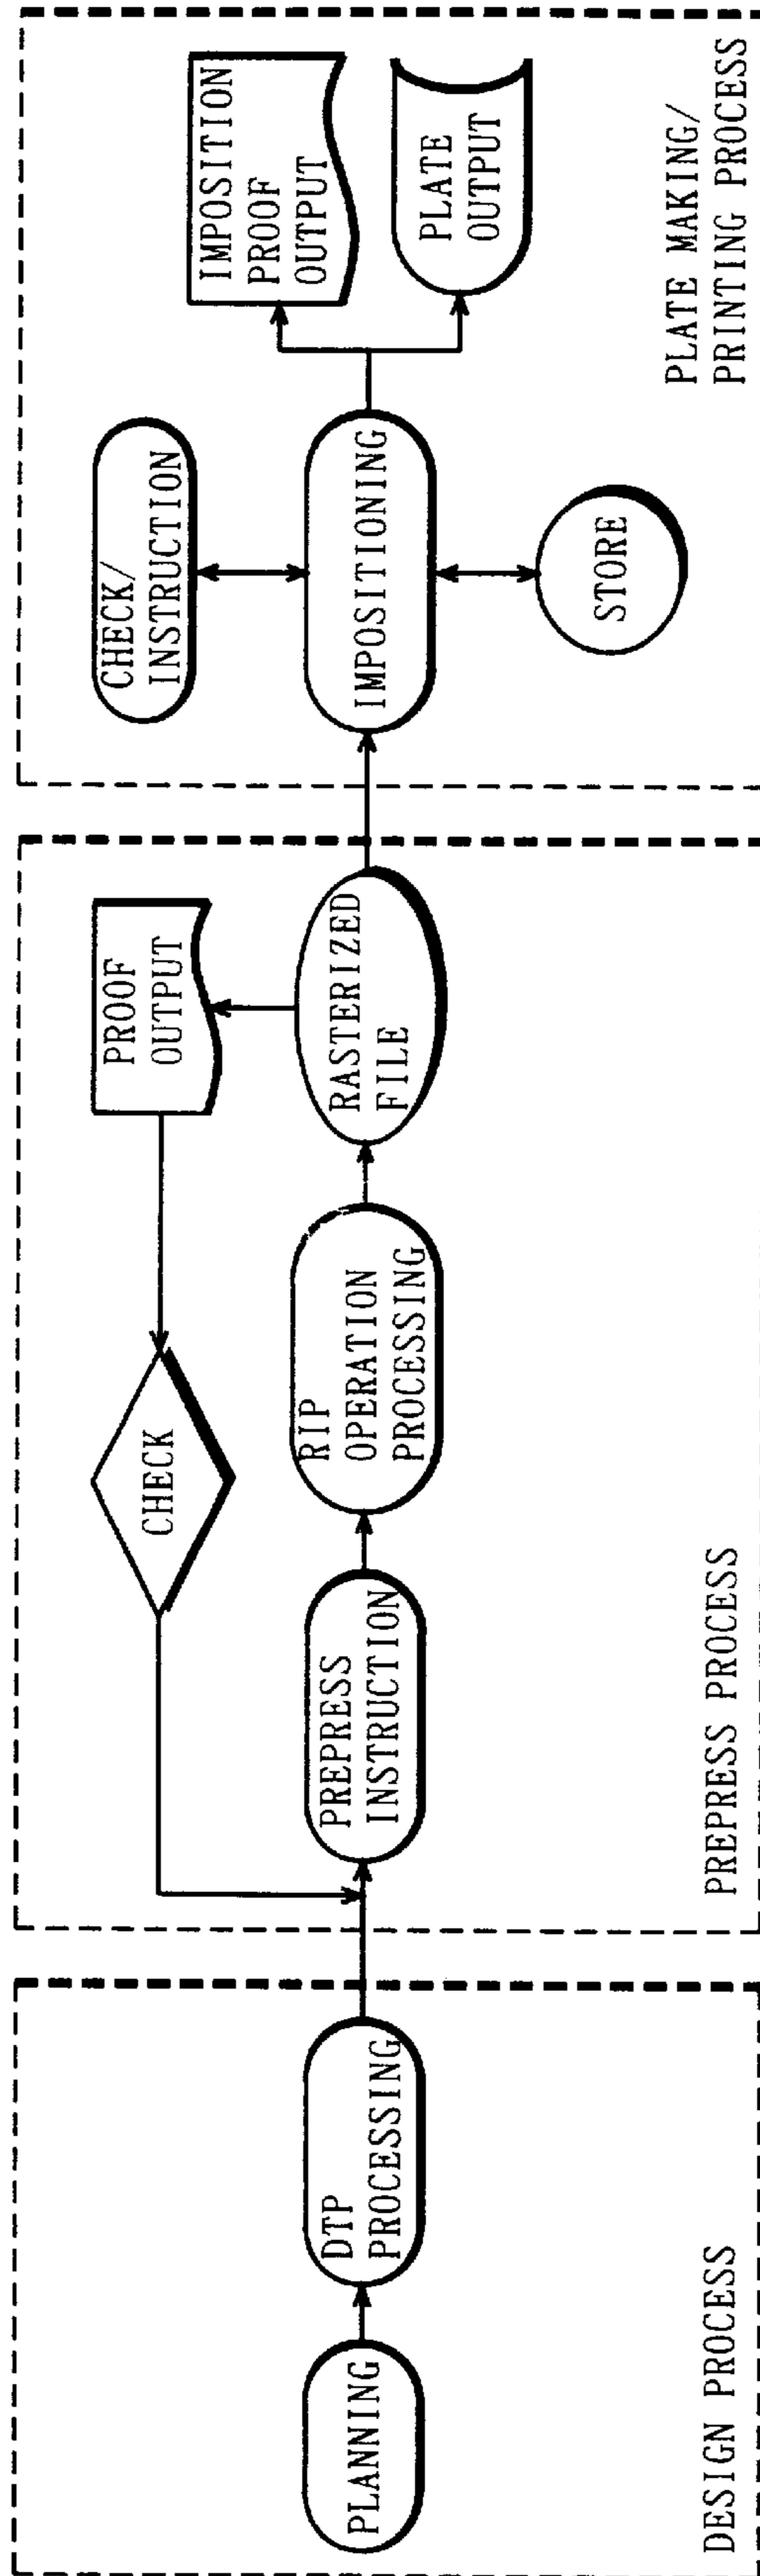 PLANNING
DTP
PROCESSING
DESIGN PROCESS
CHECK
PROOF
OUTPUT
PREPRESS
INSTRUCTION
RIP
OPERATION
PROCESSING
RASTERIZED
FILE
PREPRESS PROCESS
CHECK/
INSTRUCTION
IMPOSITIONING
STORE
IMPOSITION
PROOF
OUTPUT
PLATE
OUTPUT
PLATE MAKING/
PRINTING PROCESS